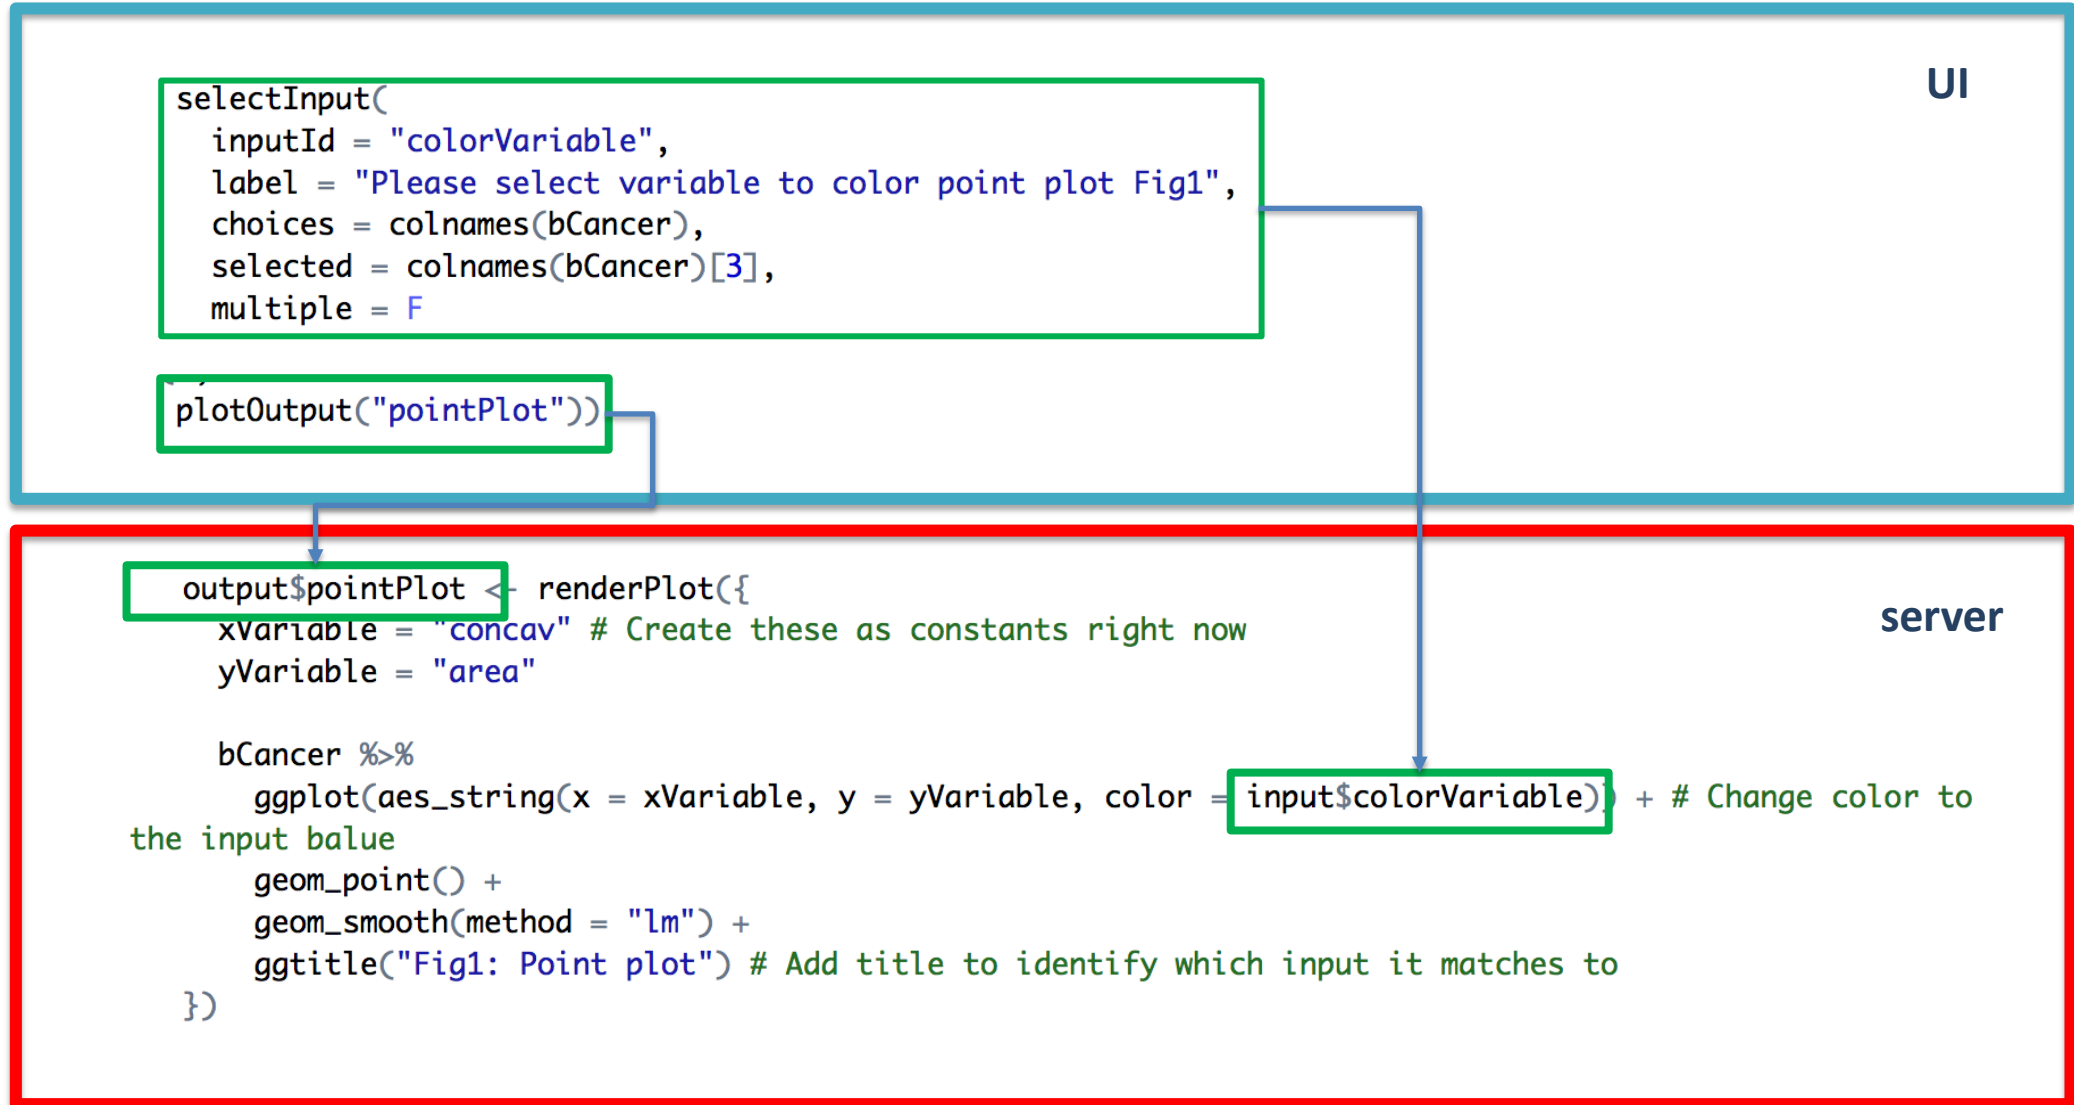 UI
selectInput(
inputId = "colorVariable",
label = "Please select variable to color point plot Fig1",
choices = colnames(bCancer),
selected = colnames(bCancer)[3],
multiple = F
plotOutput("pointPlot"))
server
output$pointPlot <- renderPlot({
xVariable = "concav" # Create these as constants right now
yVariable = "area"
bCancer %>%
ggplot(aes_string(x = xVariable, y = yVariable, color = input$colorVariable)) + # Change color to
the input balue
geom_point() +
geom_smooth(method = "lm") +
ggtitle("Fig1: Point plot") # Add title to identify which input it matches to
})